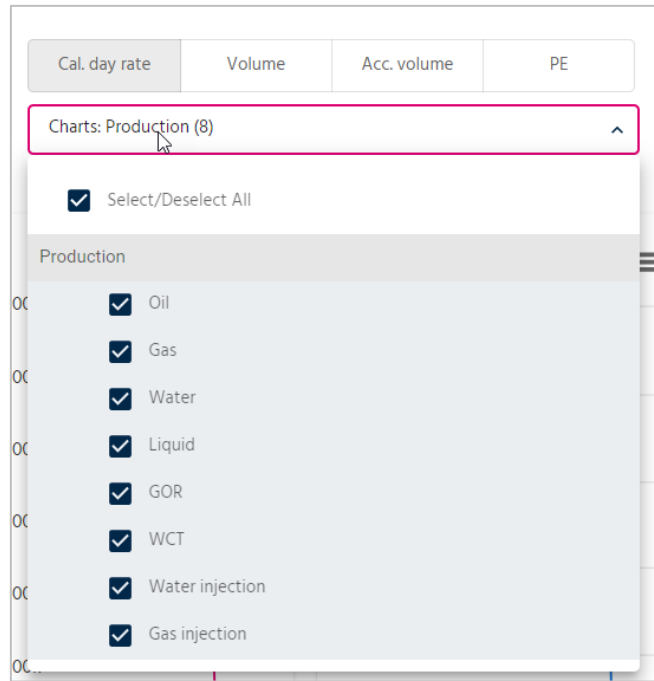 Cal. day rate Volume Acc. volume PE
Charts: Production (8)
Select/Deselect All
Production
Oil
Gas
Water
Liquid
GOR
WCT
Water injection
Gas injection